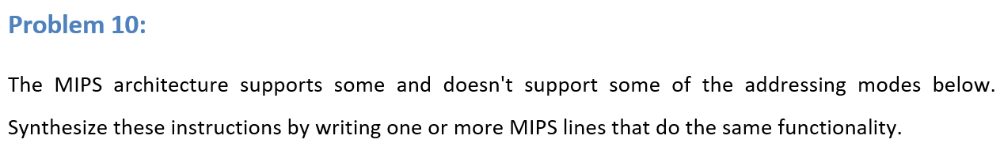 Problem 10:
The MIPS architecture supports some and doesn't support some of the addressing modes below.
Synthesize these instructions by writing one or more MIPS lines that do the same functionality.